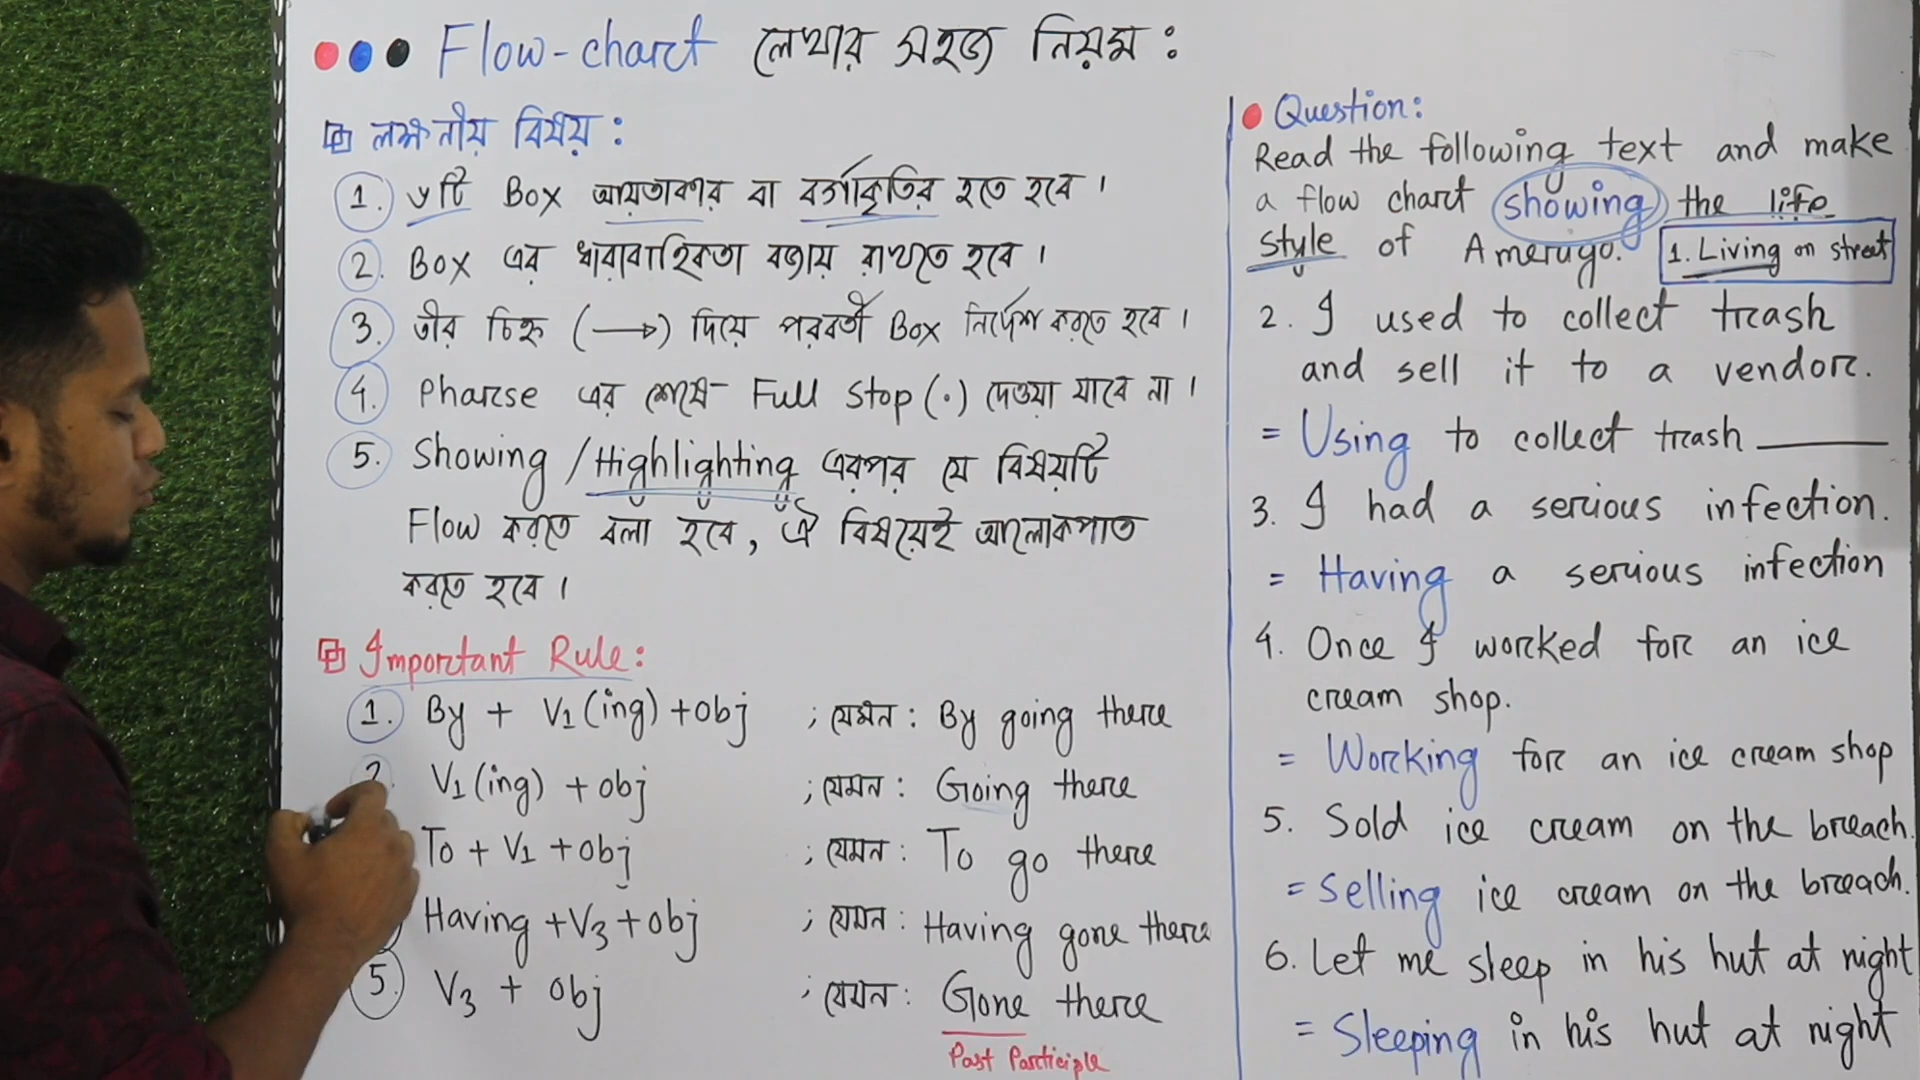 Flow-chart লেখার সহজ নিয়ম :
লক্ষনীয় বিষয় :
1. ৬টি Box আয়তাকার বা বর্গাকৃতির হতে হবে ।
2. Box এর ধারাবাহিকতা বজায় রাখতে হবে ।
3. তীর চিহ্ন (→) দিয়ে পরবর্তী Box নির্দেশ করতে হবে ।
4. Pharse এর শেষে Full Stop (.) দেওয়া যাবে না ।
5. Showing / Highlighting এরপর যে বিষয়টি
Flow করতে বলা হবে, ঐ বিষয়েই আলোকপাত
করতে হবে ।
Important Rule:
1. By + V1 (ing) + obj ; যেমন : By going there
2. V1 (ing) + obj ; যেমন : Going there
To + V1 + obj ; যেমন : To go there
Having + V3 + obj ; যেমন : Having gone there
5. V3 + obj ; যেমন : Gone there
Past Participle
Question:
Read the following text and make
a flow chart showing the life
style of Amerugo. 1. Living on street
2. I used to collect trash
and sell it to a vendor.
= Using to collect trash ______
3. I had a serious infection.
= Having a serious infection
4. Once I worked for an ice
cream shop.
= Working for an ice cream shop
5. Sold ice cream on the breach.
= Selling ice cream on the breach.
6. Let me sleep in his hut at night
= Sleeping in his hut at night